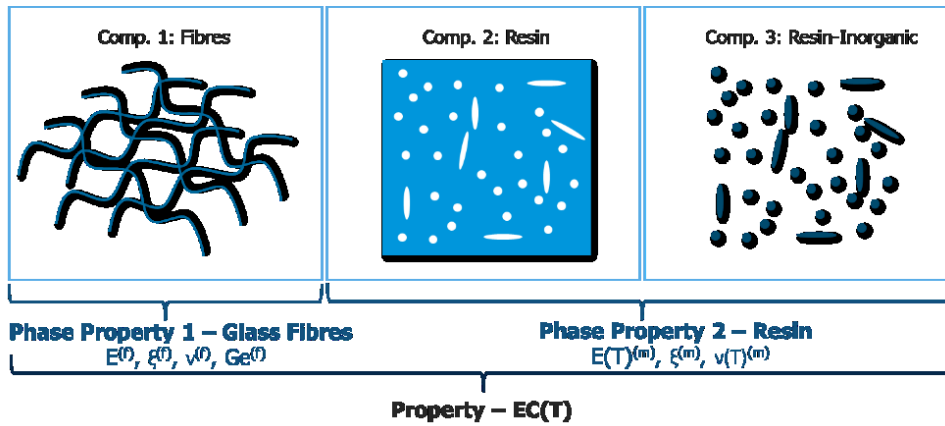 Comp. 1: Fibres
Comp. 2: Resin
Comp. 3: Resin-Inorganic
Phase Property 1 – Glass Fibres
E⁽ᶠ⁾, ξ⁽ᶠ⁾, ν⁽ᶠ⁾, Ge⁽ᶠ⁾
Phase Property 2 – Resin
E(T)⁽ᵐ⁾, ξ⁽ᵐ⁾, ν(T)⁽ᵐ⁾
Property – EC(T)